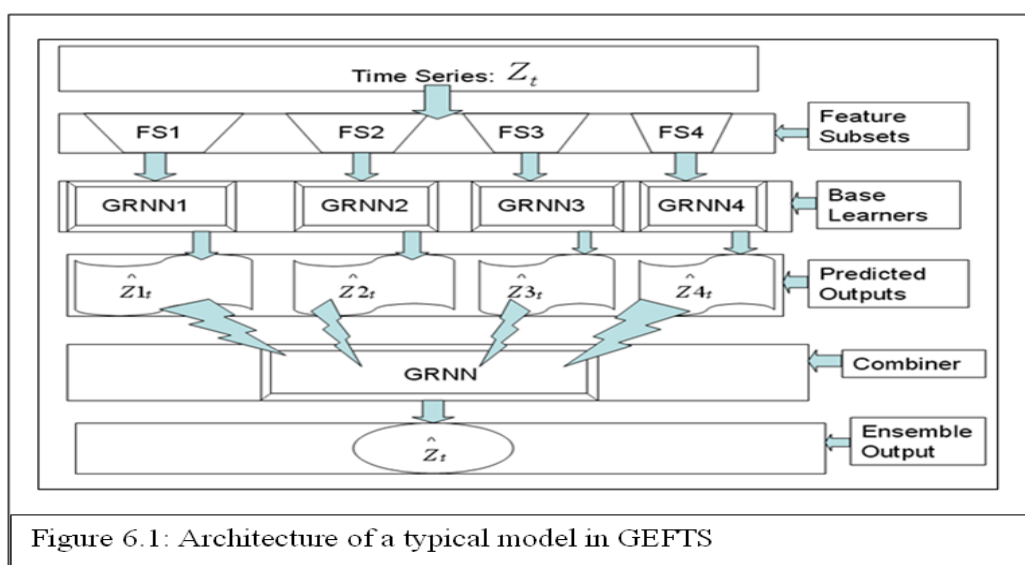 Time Series: Z_t
FS1 FS2 FS3 FS4
Feature
Subsets
GRNN1 GRNN2 GRNN3 GRNN4
Base
Learners
Ẑ1_t Ẑ2_t Ẑ3_t Ẑ4_t
Predicted
Outputs
GRNN
Combiner
Ẑ_t
Ensemble
Output
Figure 6.1: Architecture of a typical model in GEFTS